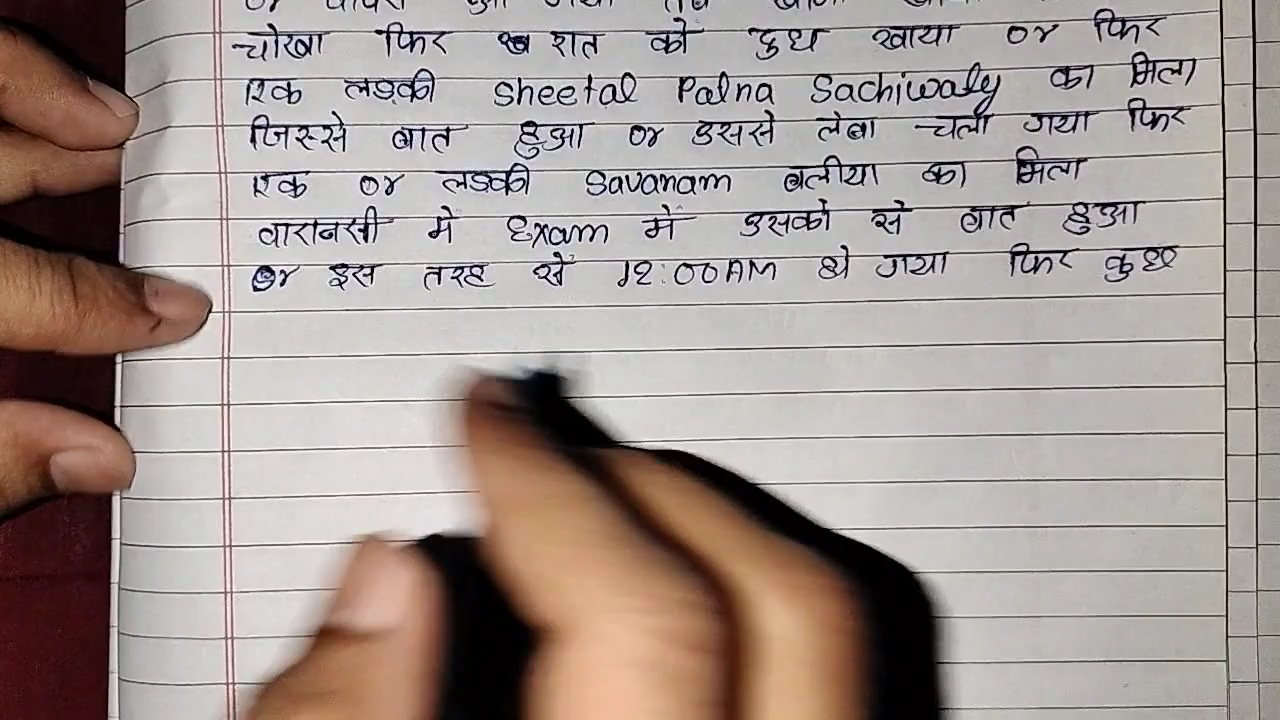 चोखा फिर रात को दुध खाया or फिर
एक लड़की Sheetal Palna Sachiwaly का मिला
जिस्से बात हुआ or उससे लेबा चला गया फिर
एक or लड़की Savanam बलीया का मिला
वारानसी में Exam में उसको से बात हुआ
or इस तरह से 12:00AM हो गया फिर कुछ